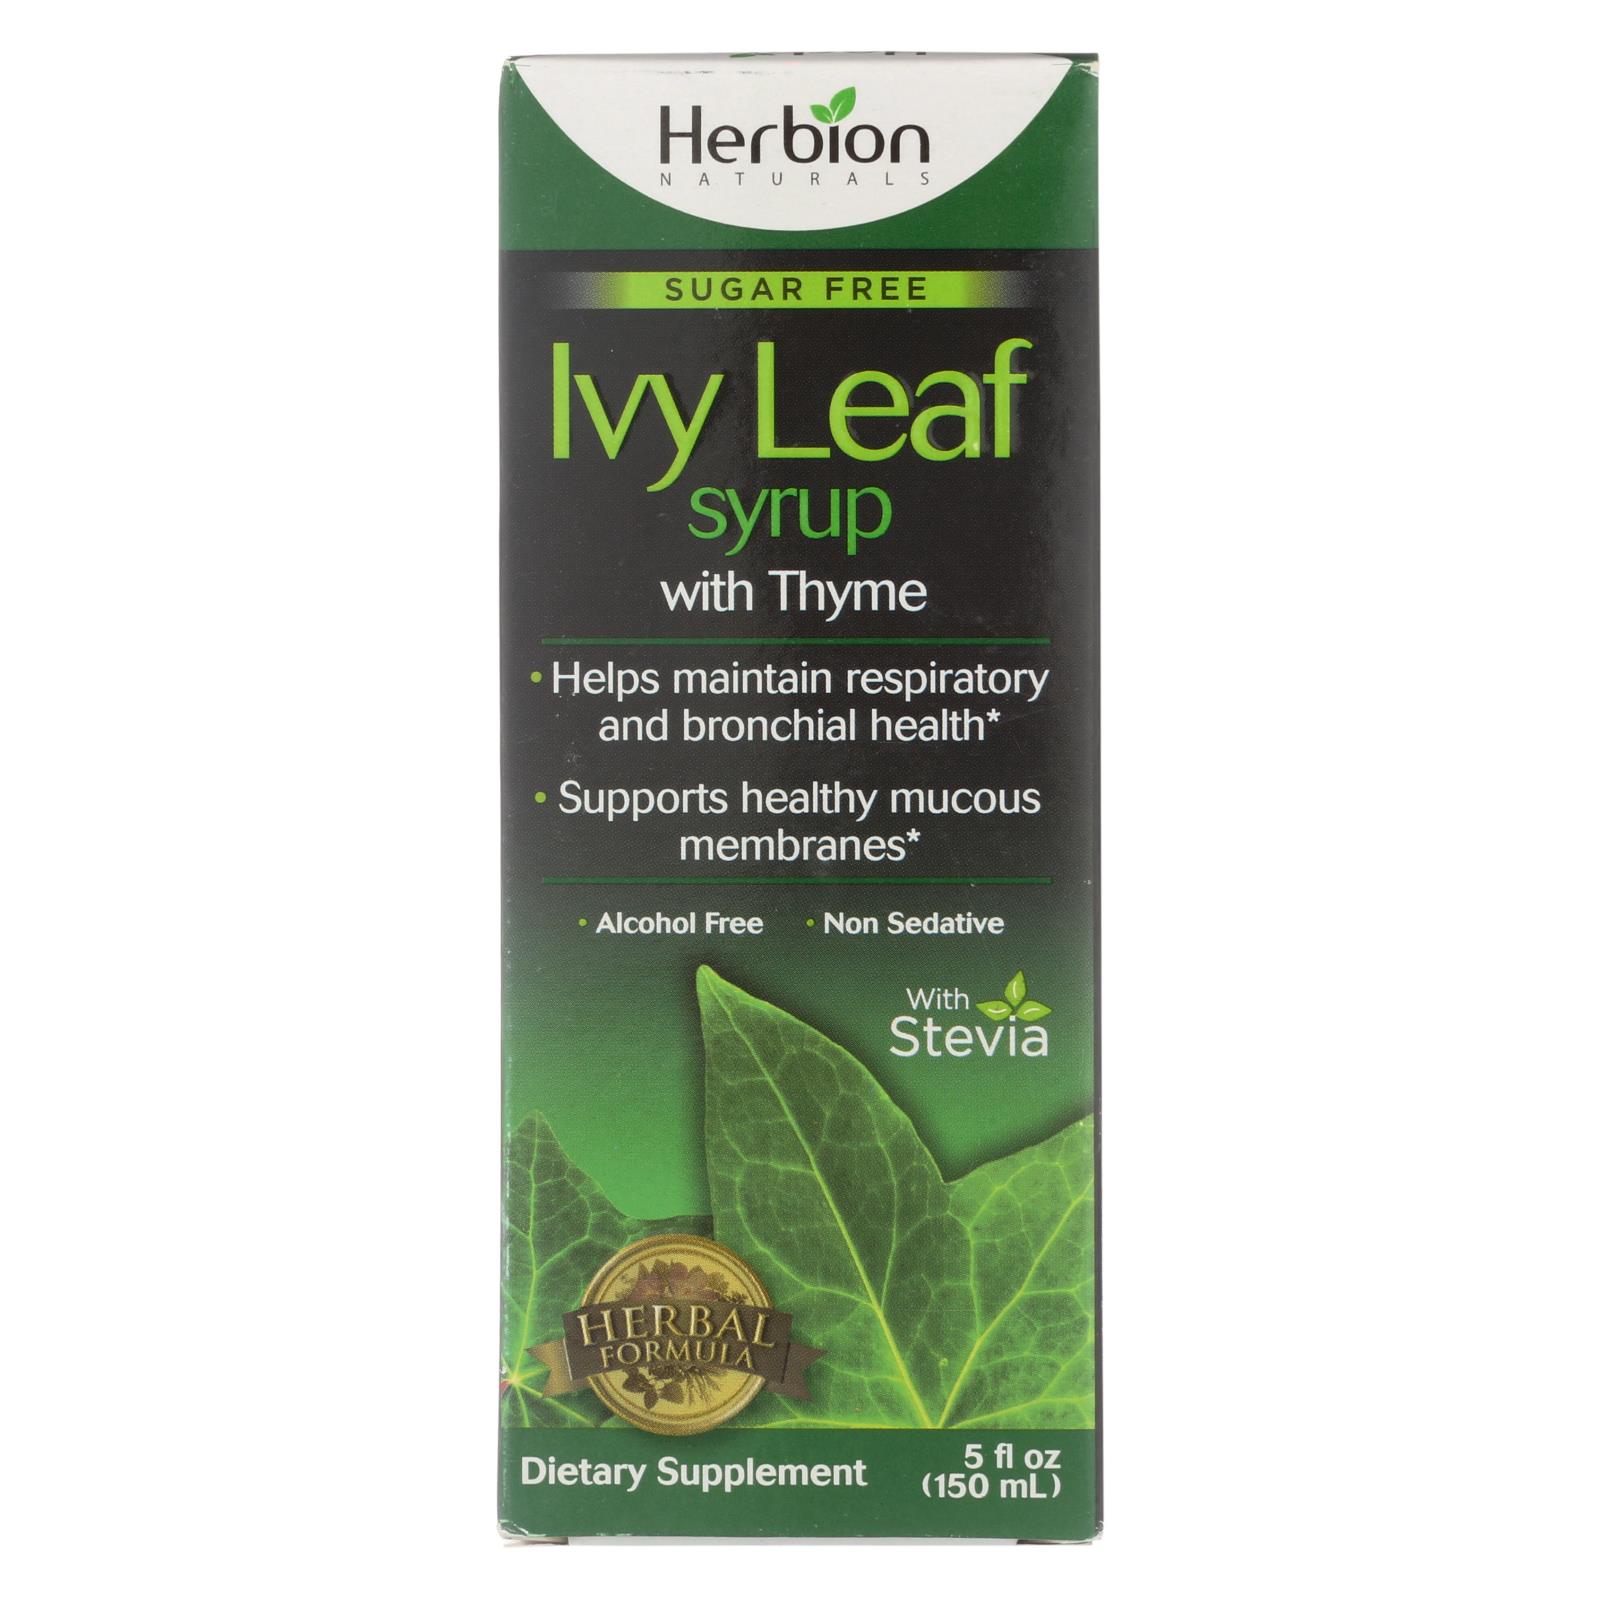 Herbion
NATURALS
SUGAR FREE
Ivy Leaf
syrup
with Thyme
• Helps maintain respiratory
and bronchial health*
• Supports healthy mucous
membranes*
• Alcohol Free • Non Sedative
With
Stevia
HERBAL
FORMULA
Dietary Supplement
5 fl oz
(150 mL)